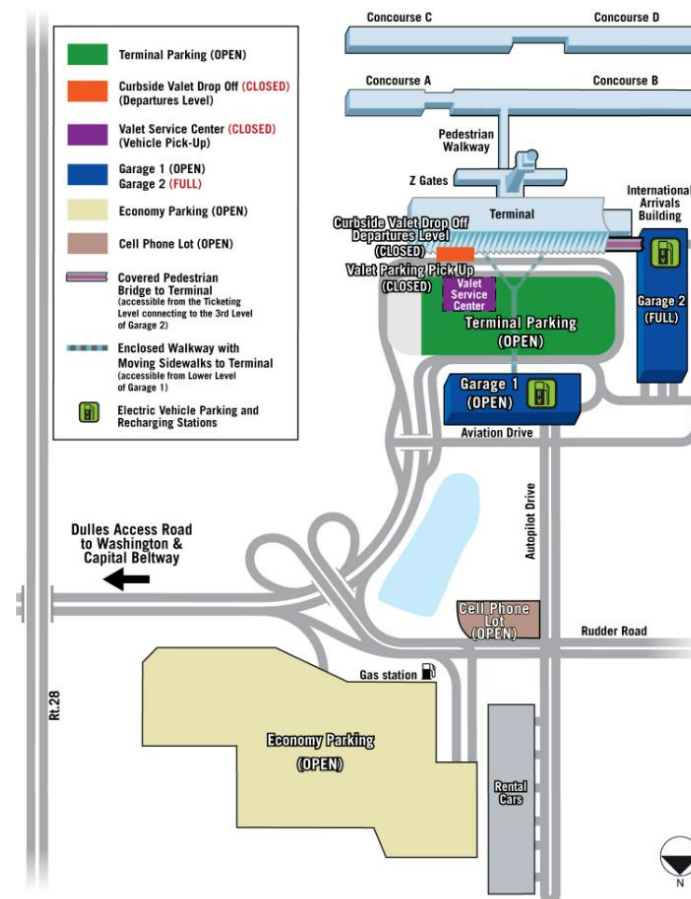 Concourse C
Concourse D
Concourse A
Concourse B
Pedestrian
Walkway
Z Gates
Terminal
International
Arrivals
Building
Terminal Parking (OPEN)
Curbside Valet Drop Off (CLOSED)
(Departures Level)
Valet Service Center (CLOSED)
(Vehicle Pick-Up)
Garage 1 (OPEN)
Garage 2 (FULL)
Economy Parking (OPEN)
Cell Phone Lot (OPEN)
Covered Pedestrian
Bridge to Terminal
(accessible from the Ticketing
Level connecting to the 3rd Level
of Garage 2)
Enclosed Walkway with
Moving Sidewalks to Terminal
(accessible from Lower Level
of Garage 1)
Electric Vehicle Parking and
Recharging Stations
Curbside Valet Drop Off
Departures Level
(CLOSED)
Valet Parking Pick Up
(CLOSED)
Valet
Service
Center
Terminal Parking
(OPEN)
Garage 2
(FULL)
Garage 1
(OPEN)
Aviation Drive
Autopilot Drive
Dulles Access Road
to Washington &
Capital Beltway
Cell Phone
Lot
(OPEN)
Rudder Road
Gas station
Rt.28
Economy Parking
(OPEN)
Rental
Cars
N